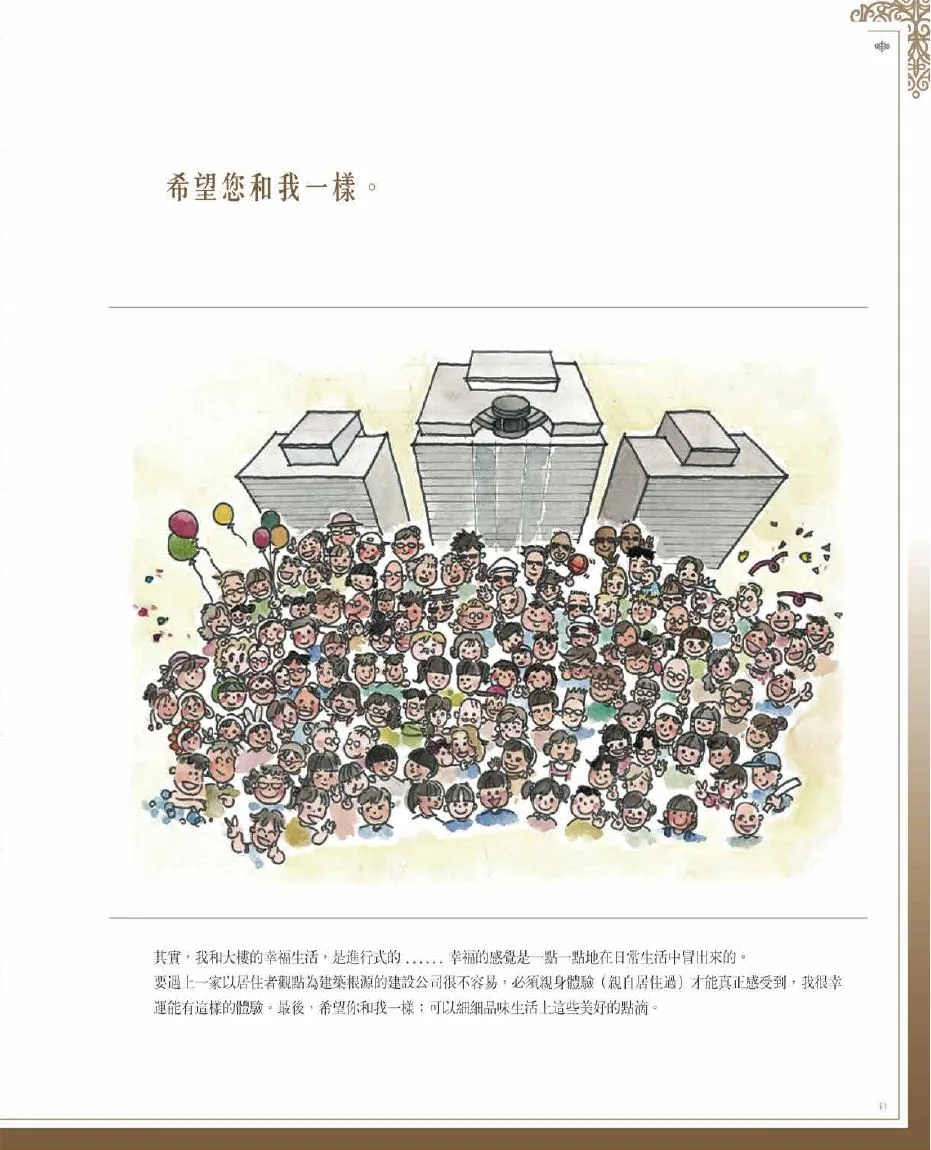 希望您和我一樣。
其實，我和大樓的幸福生活，是進行式的...... 幸福的感覺是一點一點地在日常生活中冒出來的。
要遇上一家以居住者觀點為建築根源的建設公司很不容易，必須親身體驗（親自居住過）才能真正感受到，我很幸
運能有這樣的體驗。最後，希望你和我一樣；可以細細品味生活上這些美好的點滴。